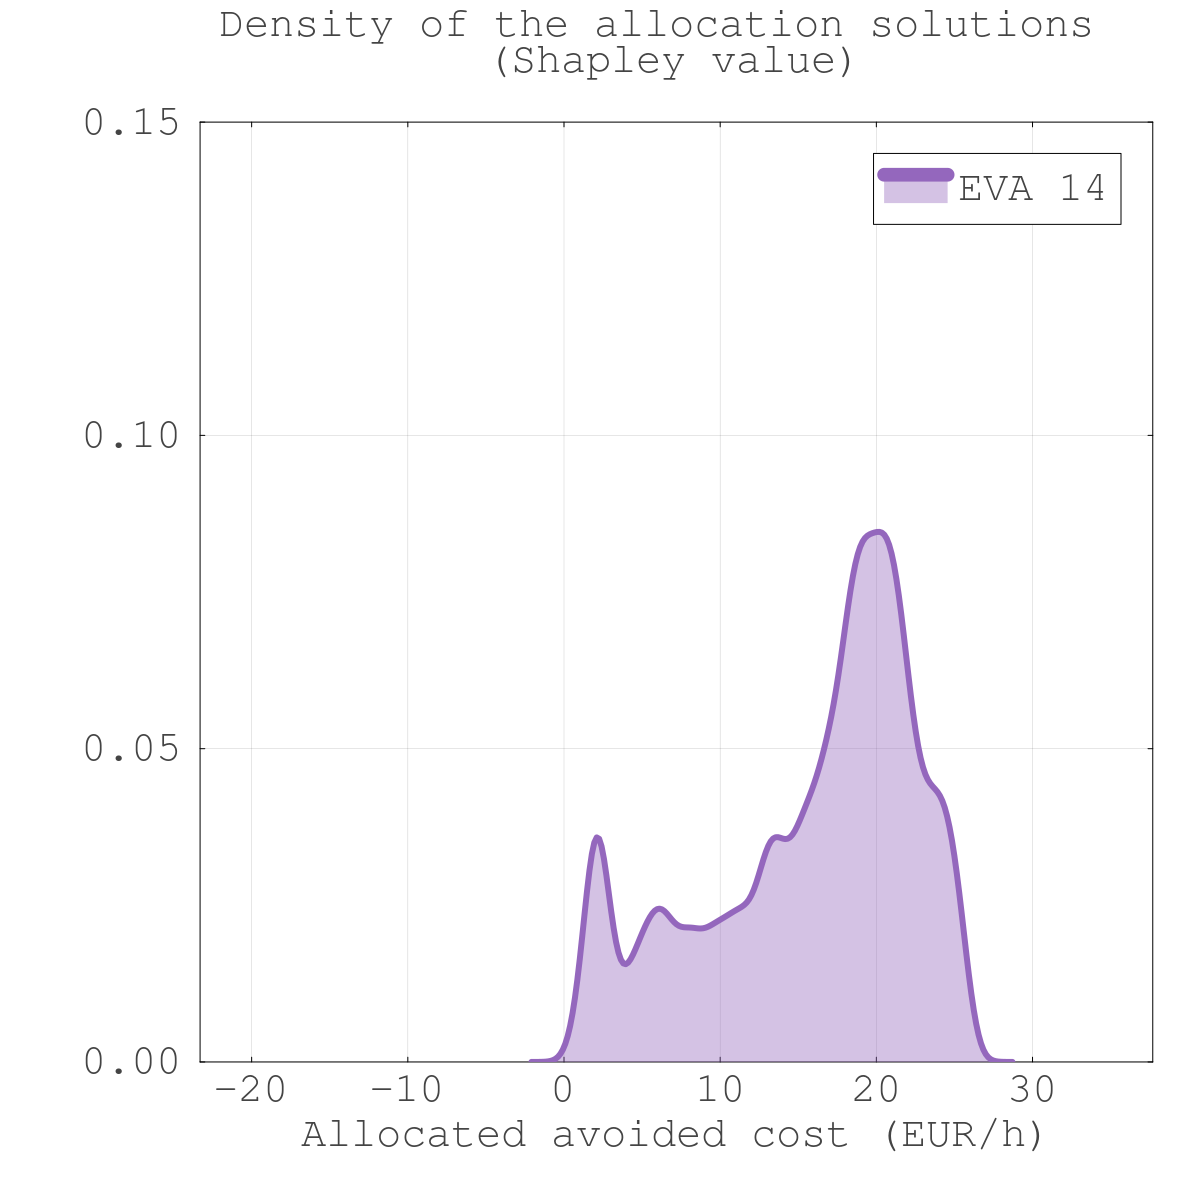 Density of the allocation solutions
(Shapley value)
0.15
EVA 14
0.10
0.05
0.00
−20 −10 0 10 20 30
Allocated avoided cost (EUR/h)